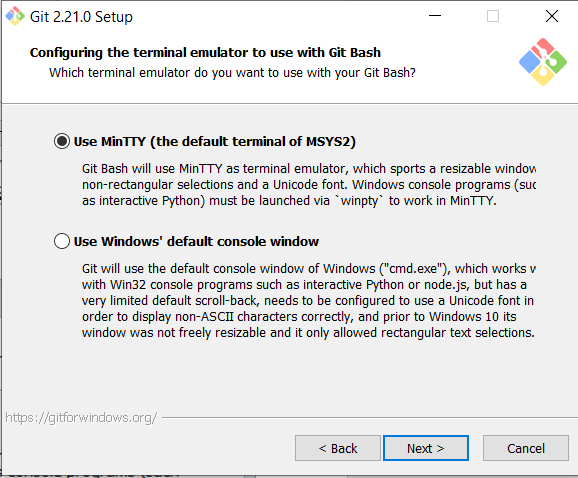 Git 2.21.0 Setup
Configuring the terminal emulator to use with Git Bash
Which terminal emulator do you want to use with your Git Bash?
Use MinTTY (the default terminal of MSYS2)
Git Bash will use MinTTY as terminal emulator, which sports a resizable window
non-rectangular selections and a Unicode font. Windows console programs (suc
as interactive Python) must be launched via `winpty` to work in MinTTY.
Use Windows' default console window
Git will use the default console window of Windows ("cmd.exe"), which works w
with Win32 console programs such as interactive Python or node.js, but has a
very limited default scroll-back, needs to be configured to use a Unicode font in
order to display non-ASCII characters correctly, and prior to Windows 10 its
window was not freely resizable and it only allowed rectangular text selections.
https://gitforwindows.org/
< Back
Next >
Cancel